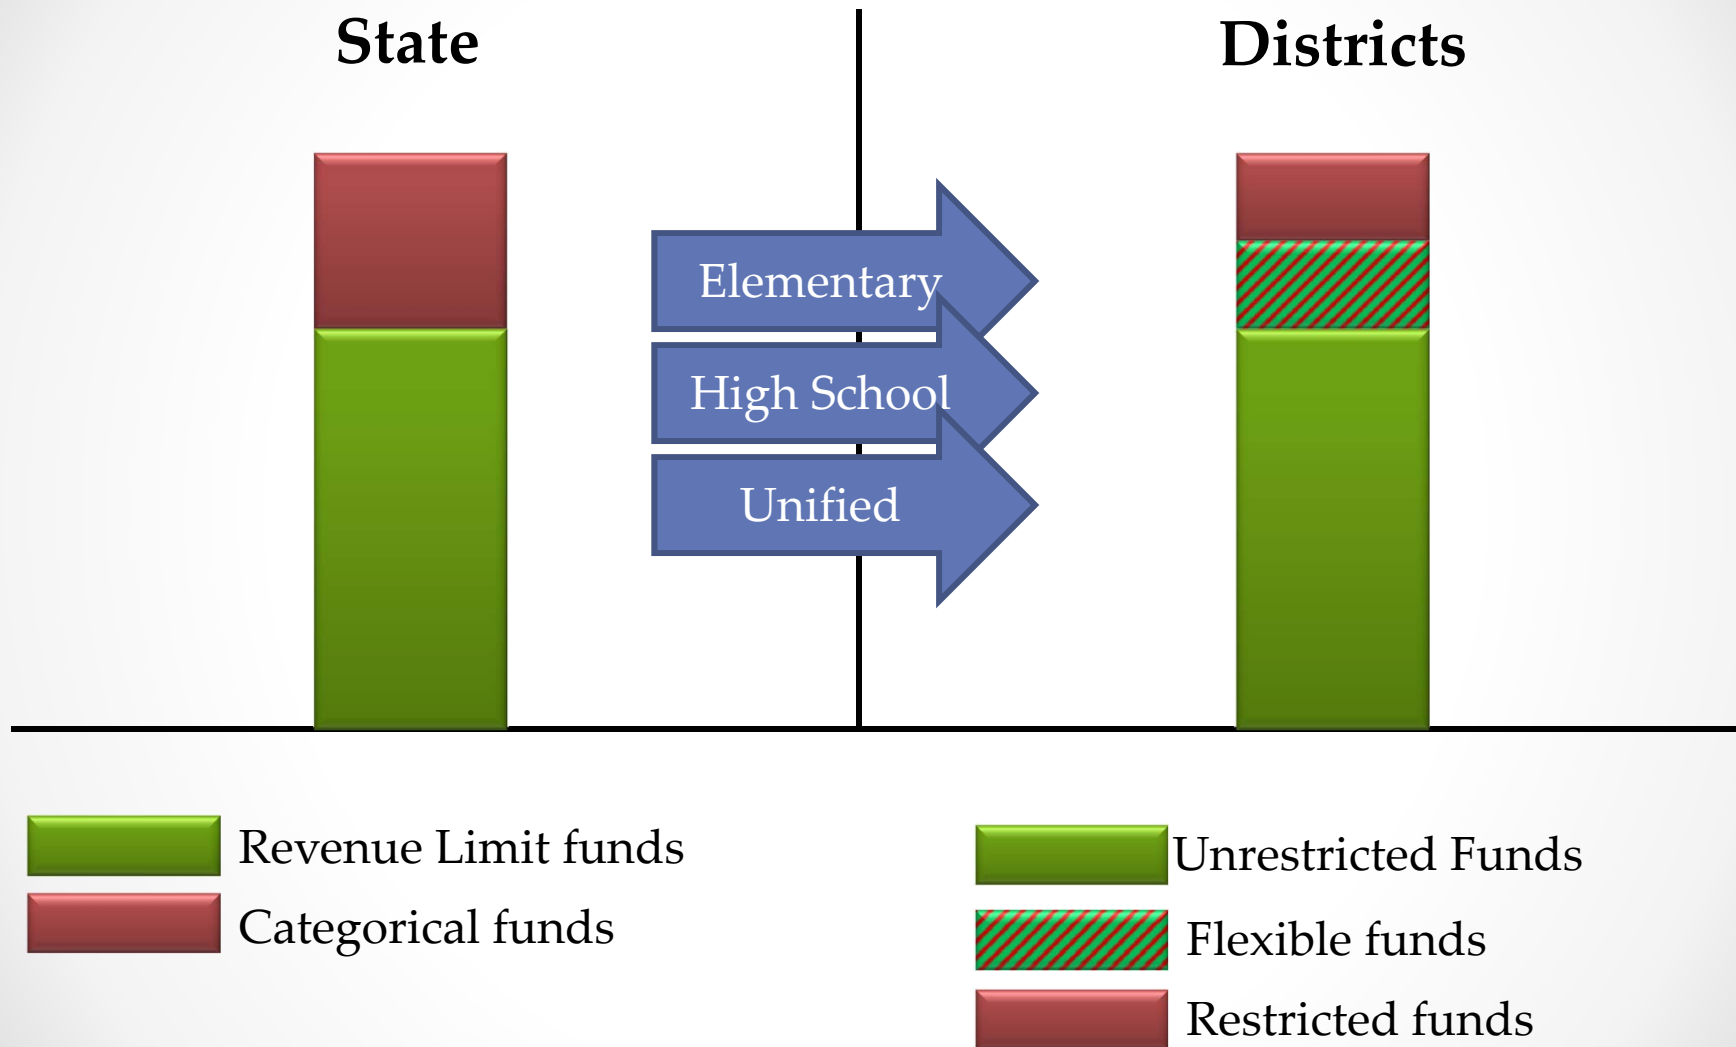 State
Districts
Elementary
High School
Unified
Revenue Limit funds
Categorical funds
Unrestricted Funds
Flexible funds
Restricted funds